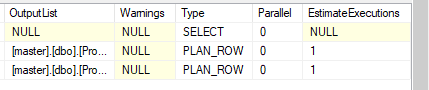 OutputList Warnings Type Parallel EstimateExecutions
NULL NULL SELECT 0 NULL
[master].[dbo].[Pro... NULL PLAN_ROW 0 1
[master].[dbo].[Pro... NULL PLAN_ROW 0 1